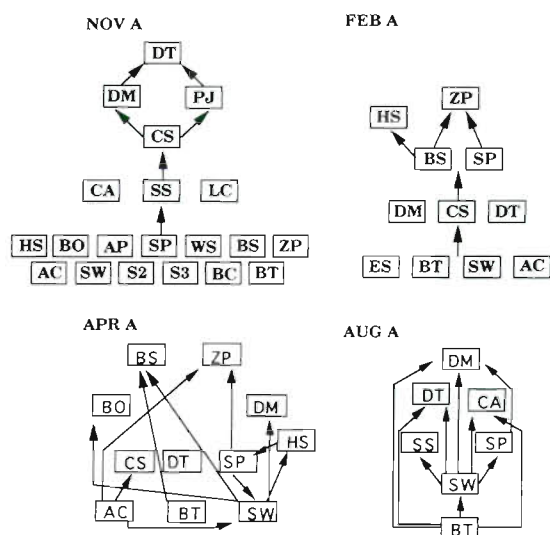 NOV A
DT
DM PJ
CS
CA SS LC
HS BO AP SP WS BS ZP
AC SW S2 S3 BC BT
FEB A
ZP
HS
BS SP
DM CS DT
ES BT SW AC
APR A
BS ZP
BO DM
HS
CS DT SP
AC BT SW
AUG A
DM
DT CA
SS SP
SW
BT